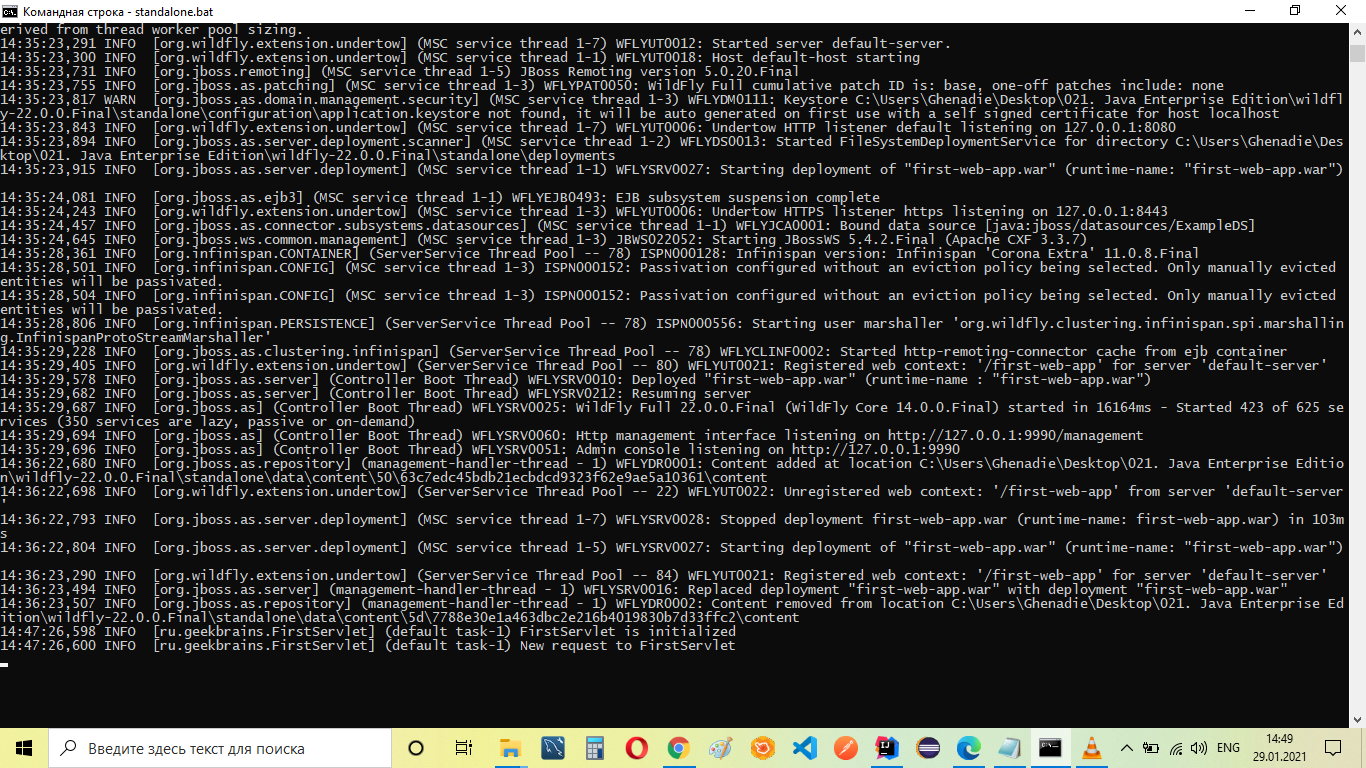 Командная строка - standalone.bat
erived from thread worker pool sizing.
14:35:23,291 INFO  [org.wildfly.extension.undertow] (MSC service thread 1-7) WFLYUT0012: Started server default-server.
14:35:23,300 INFO  [org.wildfly.extension.undertow] (MSC service thread 1-1) WFLYUT0018: Host default-host starting
14:35:23,731 INFO  [org.jboss.remoting] (MSC service thread 1-5) JBoss Remoting version 5.0.20.Final
14:35:23,755 INFO  [org.jboss.as.patching] (MSC service thread 1-3) WFLYPAT0050: WildFly Full cumulative patch ID is: base, one-off patches include: none
14:35:23,817 WARN  [org.jboss.as.domain.management.security] (MSC service thread 1-3) WFLYDM0111: Keystore C:\Users\Ghenadie\Desktop\021. Java Enterprise Edition\wildfl
y-22.0.0.Final\standalone\configuration\application.keystore not found, it will be auto generated on first use with a self signed certificate for host localhost
14:35:23,843 INFO  [org.wildfly.extension.undertow] (MSC service thread 1-7) WFLYUT0006: Undertow HTTP listener default listening on 127.0.0.1:8080
14:35:23,894 INFO  [org.jboss.as.server.deployment.scanner] (MSC service thread 1-2) WFLYDS0013: Started FileSystemDeploymentService for directory C:\Users\Ghenadie\Des
ktop\021. Java Enterprise Edition\wildfly-22.0.0.Final\standalone\deployments
14:35:23,915 INFO  [org.jboss.as.server.deployment] (MSC service thread 1-1) WFLYSRV0027: Starting deployment of "first-web-app.war" (runtime-name: "first-web-app.war")
14:35:24,081 INFO  [org.jboss.as.ejb3] (MSC service thread 1-1) WFLYEJB0493: EJB subsystem suspension complete
14:35:24,243 INFO  [org.wildfly.extension.undertow] (MSC service thread 1-3) WFLYUT0006: Undertow HTTPS listener https listening on 127.0.0.1:8443
14:35:24,457 INFO  [org.jboss.as.connector.subsystems.datasources] (MSC service thread 1-1) WFLYJCA0001: Bound data source [java:jboss/datasources/ExampleDS]
14:35:24,645 INFO  [org.jboss.ws.common.management] (MSC service thread 1-3) JBWS022052: Starting JBossWS 5.4.2.Final (Apache CXF 3.3.7)
14:35:28,361 INFO  [org.infinispan.CONTAINER] (ServerService Thread Pool -- 78) ISPN000128: Infinispan version: Infinispan 'Corona Extra' 11.0.8.Final
14:35:28,501 INFO  [org.infinispan.CONFIG] (MSC service thread 1-3) ISPN000152: Passivation configured without an eviction policy being selected. Only manually evicted
entities will be passivated.
14:35:28,504 INFO  [org.infinispan.CONFIG] (MSC service thread 1-3) ISPN000152: Passivation configured without an eviction policy being selected. Only manually evicted
entities will be passivated.
14:35:28,806 INFO  [org.infinispan.PERSISTENCE] (ServerService Thread Pool -- 78) ISPN000556: Starting user marshaller 'org.wildfly.clustering.infinispan.spi.marshallin
g.InfinispanProtoStreamMarshaller'
14:35:29,228 INFO  [org.jboss.as.clustering.infinispan] (ServerService Thread Pool -- 78) WFLYCLINF0002: Started http-remoting-connector cache from ejb container
14:35:29,405 INFO  [org.wildfly.extension.undertow] (ServerService Thread Pool -- 80) WFLYUT0021: Registered web context: '/first-web-app' for server 'default-server'
14:35:29,578 INFO  [org.jboss.as.server] (Controller Boot Thread) WFLYSRV0010: Deployed "first-web-app.war" (runtime-name : "first-web-app.war")
14:35:29,682 INFO  [org.jboss.as.server] (Controller Boot Thread) WFLYSRV0212: Resuming server
14:35:29,687 INFO  [org.jboss.as] (Controller Boot Thread) WFLYSRV0025: WildFly Full 22.0.0.Final (WildFly Core 14.0.0.Final) started in 16164ms - Started 423 of 625 se
rvices (350 services are lazy, passive or on-demand)
14:35:29,694 INFO  [org.jboss.as] (Controller Boot Thread) WFLYSRV0060: Http management interface listening on http://127.0.0.1:9990/management
14:35:29,696 INFO  [org.jboss.as] (Controller Boot Thread) WFLYSRV0051: Admin console listening on http://127.0.0.1:9990
14:36:22,680 INFO  [org.jboss.as.repository] (management-handler-thread - 1) WFLYDR0001: Content added at location C:\Users\Ghenadie\Desktop\021. Java Enterprise Editio
n\wildfly-22.0.0.Final\standalone\data\content\50\63c7edc45bdb21ecbdcd9323f62e9ae5a10361\content
14:36:22,698 INFO  [org.wildfly.extension.undertow] (ServerService Thread Pool -- 22) WFLYUT0022: Unregistered web context: '/first-web-app' from server 'default-server
'
14:36:22,793 INFO  [org.jboss.as.server.deployment] (MSC service thread 1-7) WFLYSRV0028: Stopped deployment first-web-app.war (runtime-name: first-web-app.war) in 103m
s
14:36:22,804 INFO  [org.jboss.as.server.deployment] (MSC service thread 1-5) WFLYSRV0027: Starting deployment of "first-web-app.war" (runtime-name: "first-web-app.war")
14:36:23,290 INFO  [org.wildfly.extension.undertow] (ServerService Thread Pool -- 84) WFLYUT0021: Registered web context: '/first-web-app' for server 'default-server'
14:36:23,494 INFO  [org.jboss.as.server] (management-handler-thread - 1) WFLYSRV0016: Replaced deployment "first-web-app.war" with deployment "first-web-app.war"
14:36:23,507 INFO  [org.jboss.as.repository] (management-handler-thread - 1) WFLYDR0002: Content removed from location C:\Users\Ghenadie\Desktop\021. Java Enterprise Ed
ition\wildfly-22.0.0.Final\standalone\data\content\5d\7788e30e1a463dbc2e216b4019830b7d33ffc2\content
14:47:26,598 INFO  [ru.geekbrains.FirstServlet] (default task-1) FirstServlet is initialized
14:47:26,600 INFO  [ru.geekbrains.FirstServlet] (default task-1) New request to FirstServlet
Введите здесь текст для поиска
ENG
14:49
29.01.2021